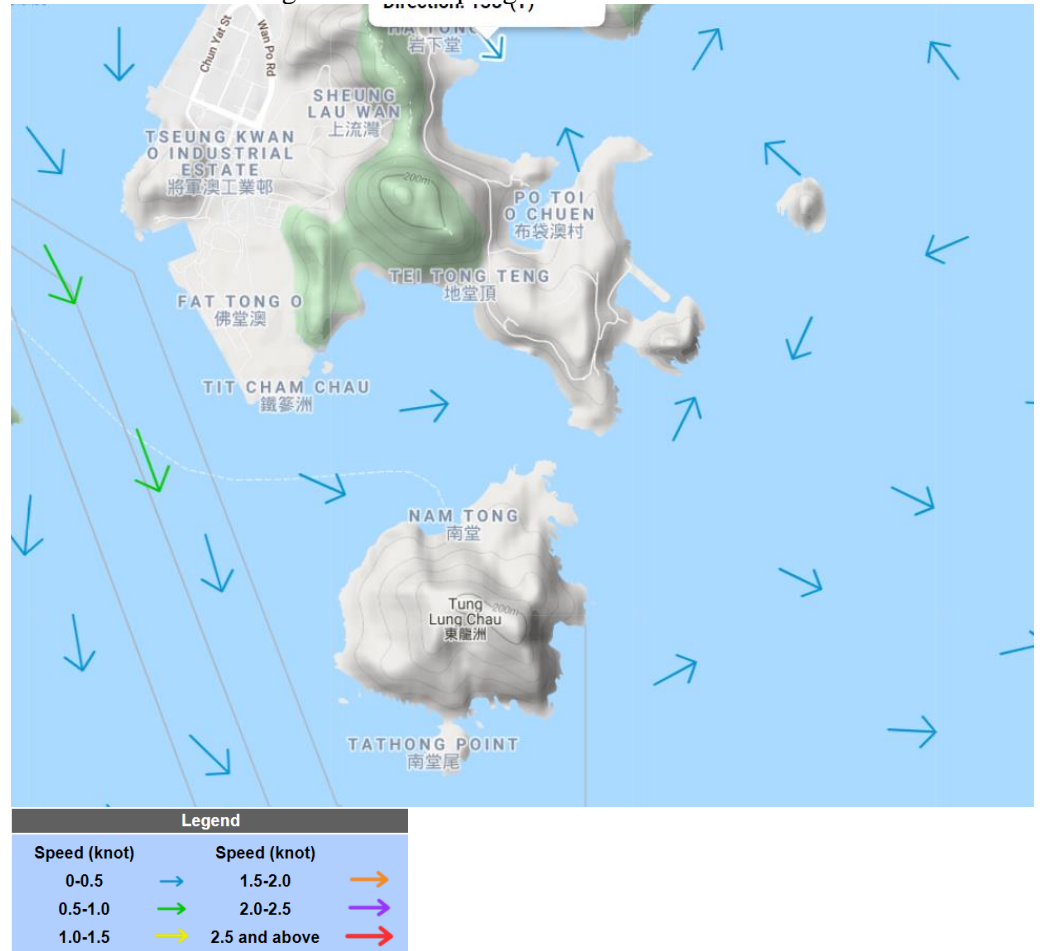 Direction: 138(T)
HA TONG
岩下堂
Chun Yat St
Wan Po Rd
SHEUNG
LAU WAN
上流灣
TSEUNG KWAN
O INDUSTRIAL
ESTATE
將軍澳工業邨
200m
PO TOI
O CHUEN
布袋澳村
TEI TONG TENG
地堂頂
FAT TONG O
佛堂澳
TIT CHAM CHAU
鐵篸洲
NAM TONG
南堂
200m
Tung
Lung Chau
東龍洲
TATHONG POINT
南堂尾
Legend
Speed (knot) Speed (knot)
0-0.5 1.5-2.0
0.5-1.0 2.0-2.5
1.0-1.5 2.5 and above